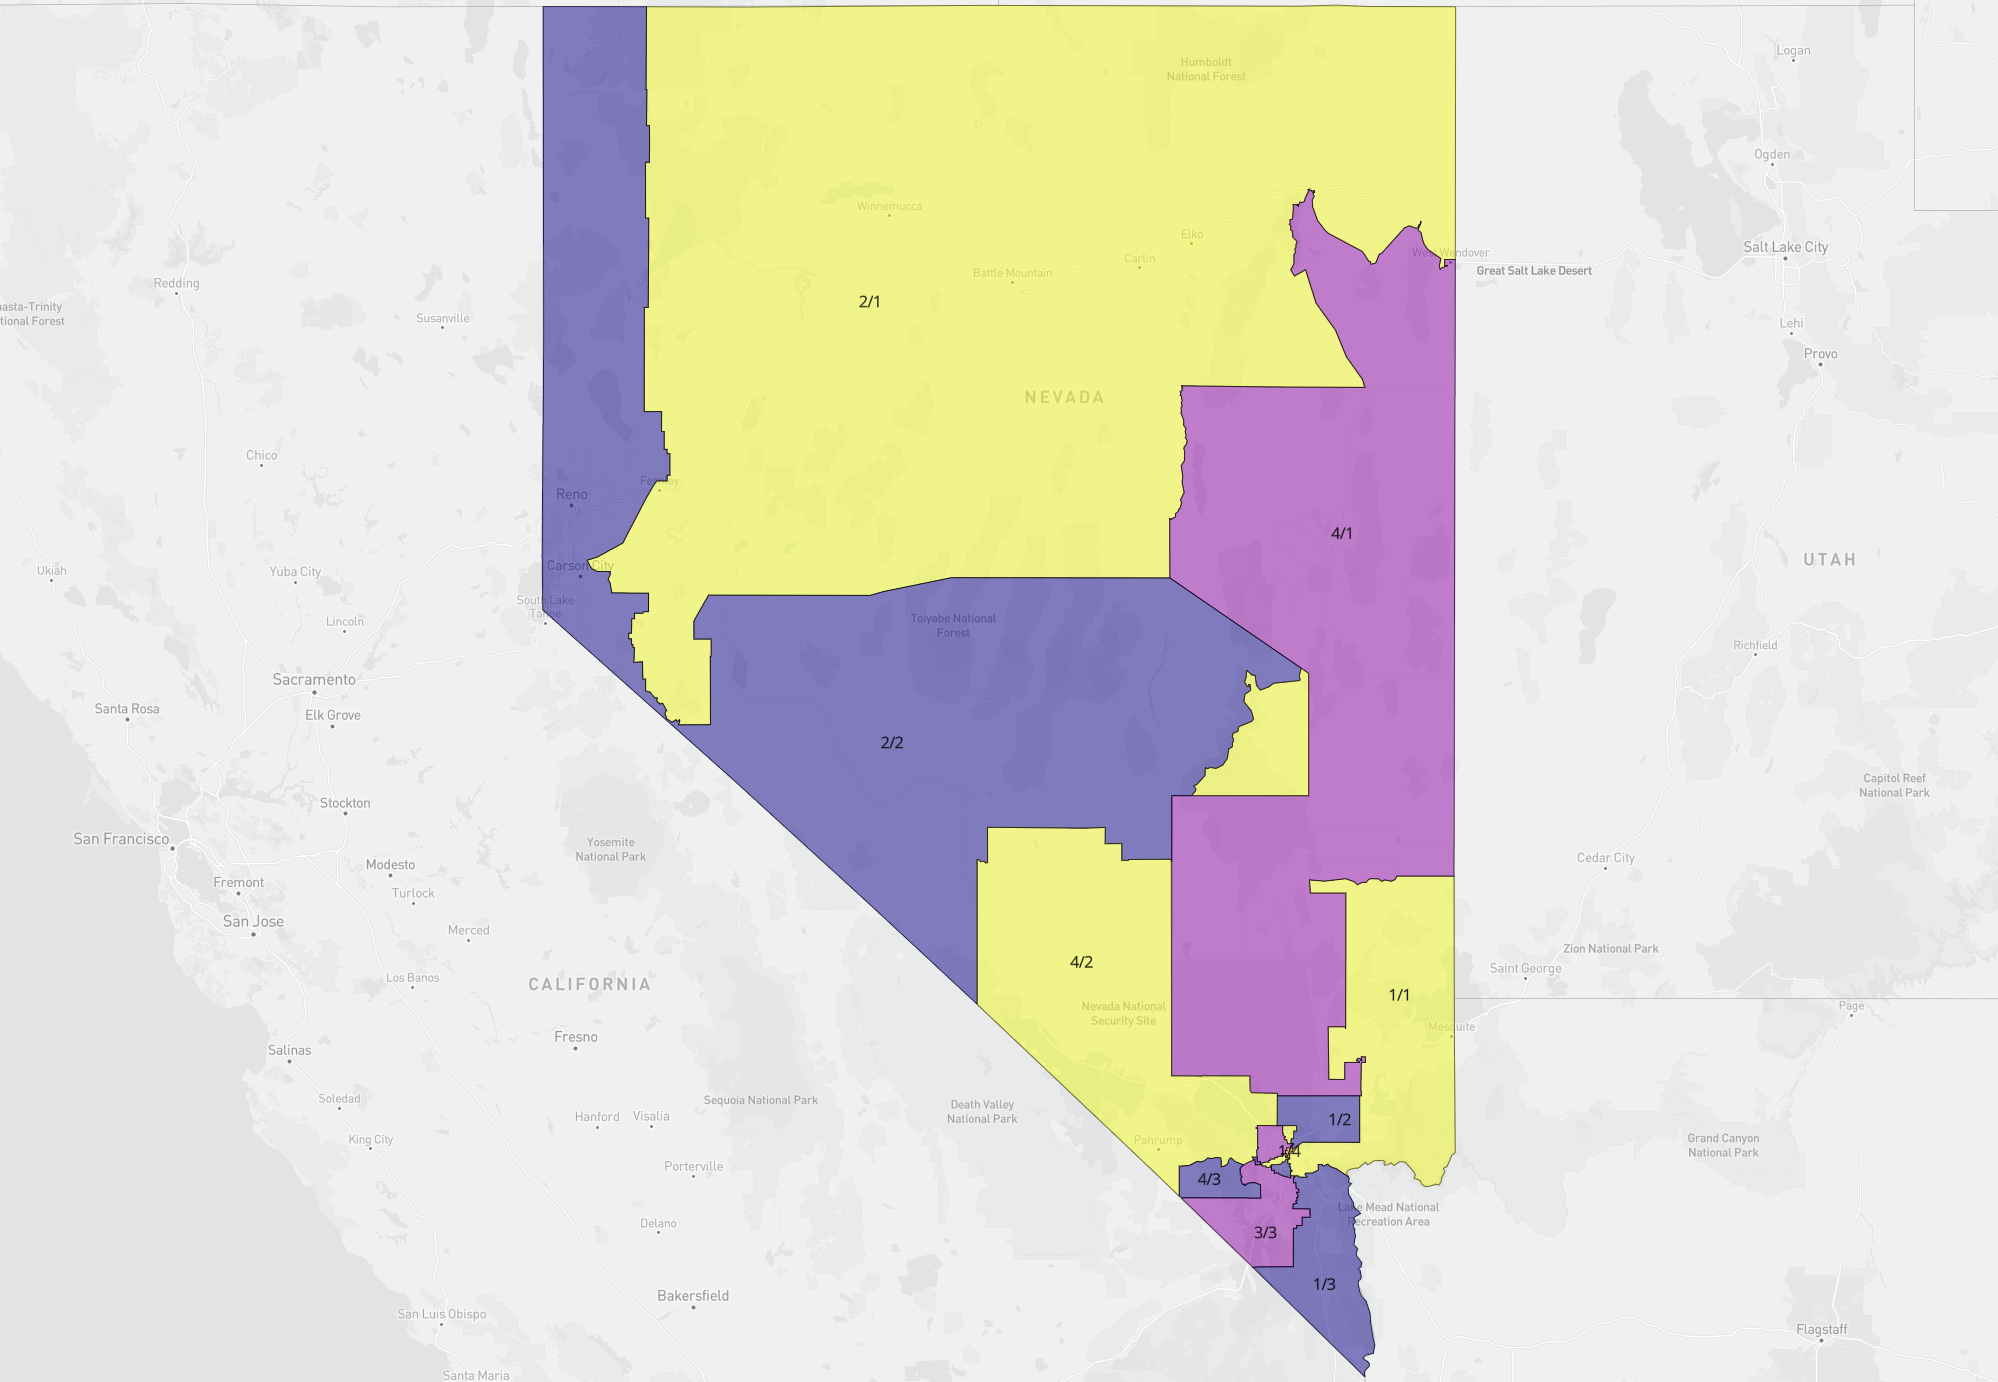 Logan
Humboldt
National Forest
Ogden
Winnemucca
Elko
Salt Lake City
West Wendover
Carlin
Great Salt Lake Desert
Battle Mountain
Redding
2/1
asta-Trinity
tional Forest
Susanville
Lehi
Provo
NEVADA
Chico
Fernley
Reno
4/1
UTAH
Carson City
Ukiah
Yuba City
South Lake
Tahoe
Toiyabe National
Forest
Lincoln
Richfield
Sacramento
Santa Rosa
Elk Grove
2/2
Capitol Reef
National Park
Stockton
San Francisco
Yosemite
National Park
Modesto
Cedar City
Fremont
Turlock
San Jose
Merced
Zion National Park
4/2
Saint George
Los Banos
CALIFORNIA
1/1
Nevada National
Security Site
Page
Mesquite
Fresno
Salinas
Soledad
Sequoia National Park
Death Valley
National Park
Hanford
Visalia
1/2
King City
Pahrump
Grand Canyon
National Park
1/4
Porterville
4/3
Lake Mead National
Recreation Area
Delano
3/3
1/3
Bakersfield
San Luis Obispo
Flagstaff
Santa Maria